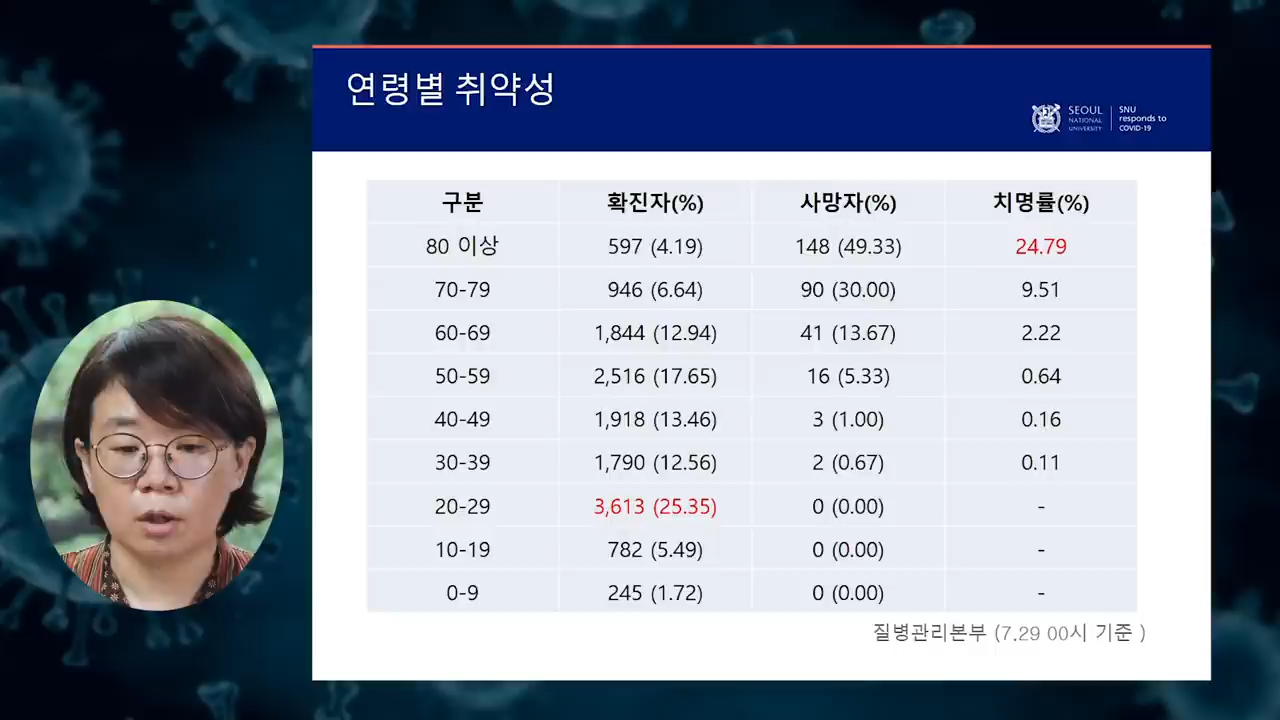 연령별 취약성
SEOUL
NATIONAL
UNIVERSITY
SNU
responds to
COVID-19
구분 확진자(%) 사망자(%) 치명률(%)
80 이상 597 (4.19) 148 (49.33) 24.79
70-79 946 (6.64) 90 (30.00) 9.51
60-69 1,844 (12.94) 41 (13.67) 2.22
50-59 2,516 (17.65) 16 (5.33) 0.64
40-49 1,918 (13.46) 3 (1.00) 0.16
30-39 1,790 (12.56) 2 (0.67) 0.11
20-29 3,613 (25.35) 0 (0.00) -
10-19 782 (5.49) 0 (0.00) -
0-9 245 (1.72) 0 (0.00) -
질병관리본부 (7.29 00시 기준 )